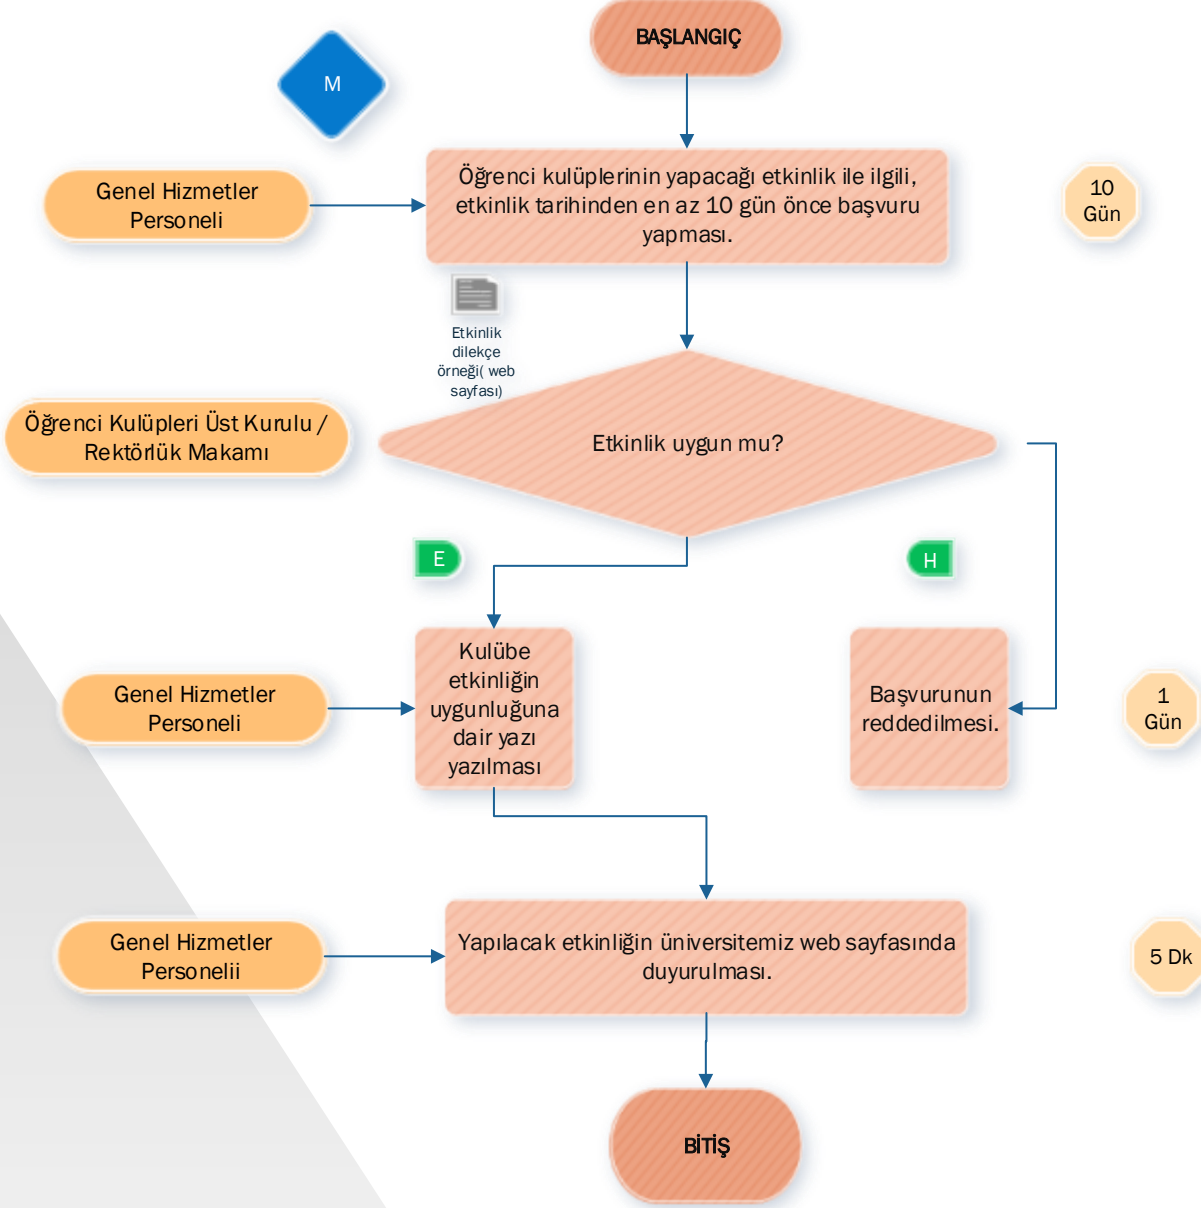 BAŞLANGIÇ
M
Genel Hizmetler
Personeli
Öğrenci kulüplerinin yapacağı etkinlik ile ilgili,
etkinlik tarihinden en az 10 gün önce başvuru
yapması.
10
Gün
Etkinlik
dilekçe
örneği( web
sayfası)
Öğrenci Kulüpleri Üst Kurulu /
Rektörlük Makamı
Etkinlik uygun mu?
E
H
Genel Hizmetler
Personeli
Kulübe
etkinliğin
uygunluğuna
dair yazı
yazılması
Başvurunun
reddedilmesi.
1
Gün
Genel Hizmetler
Personelii
Yapılacak etkinliğin üniversitemiz web sayfasında
duyurulması.
5 Dk
BİTİŞ